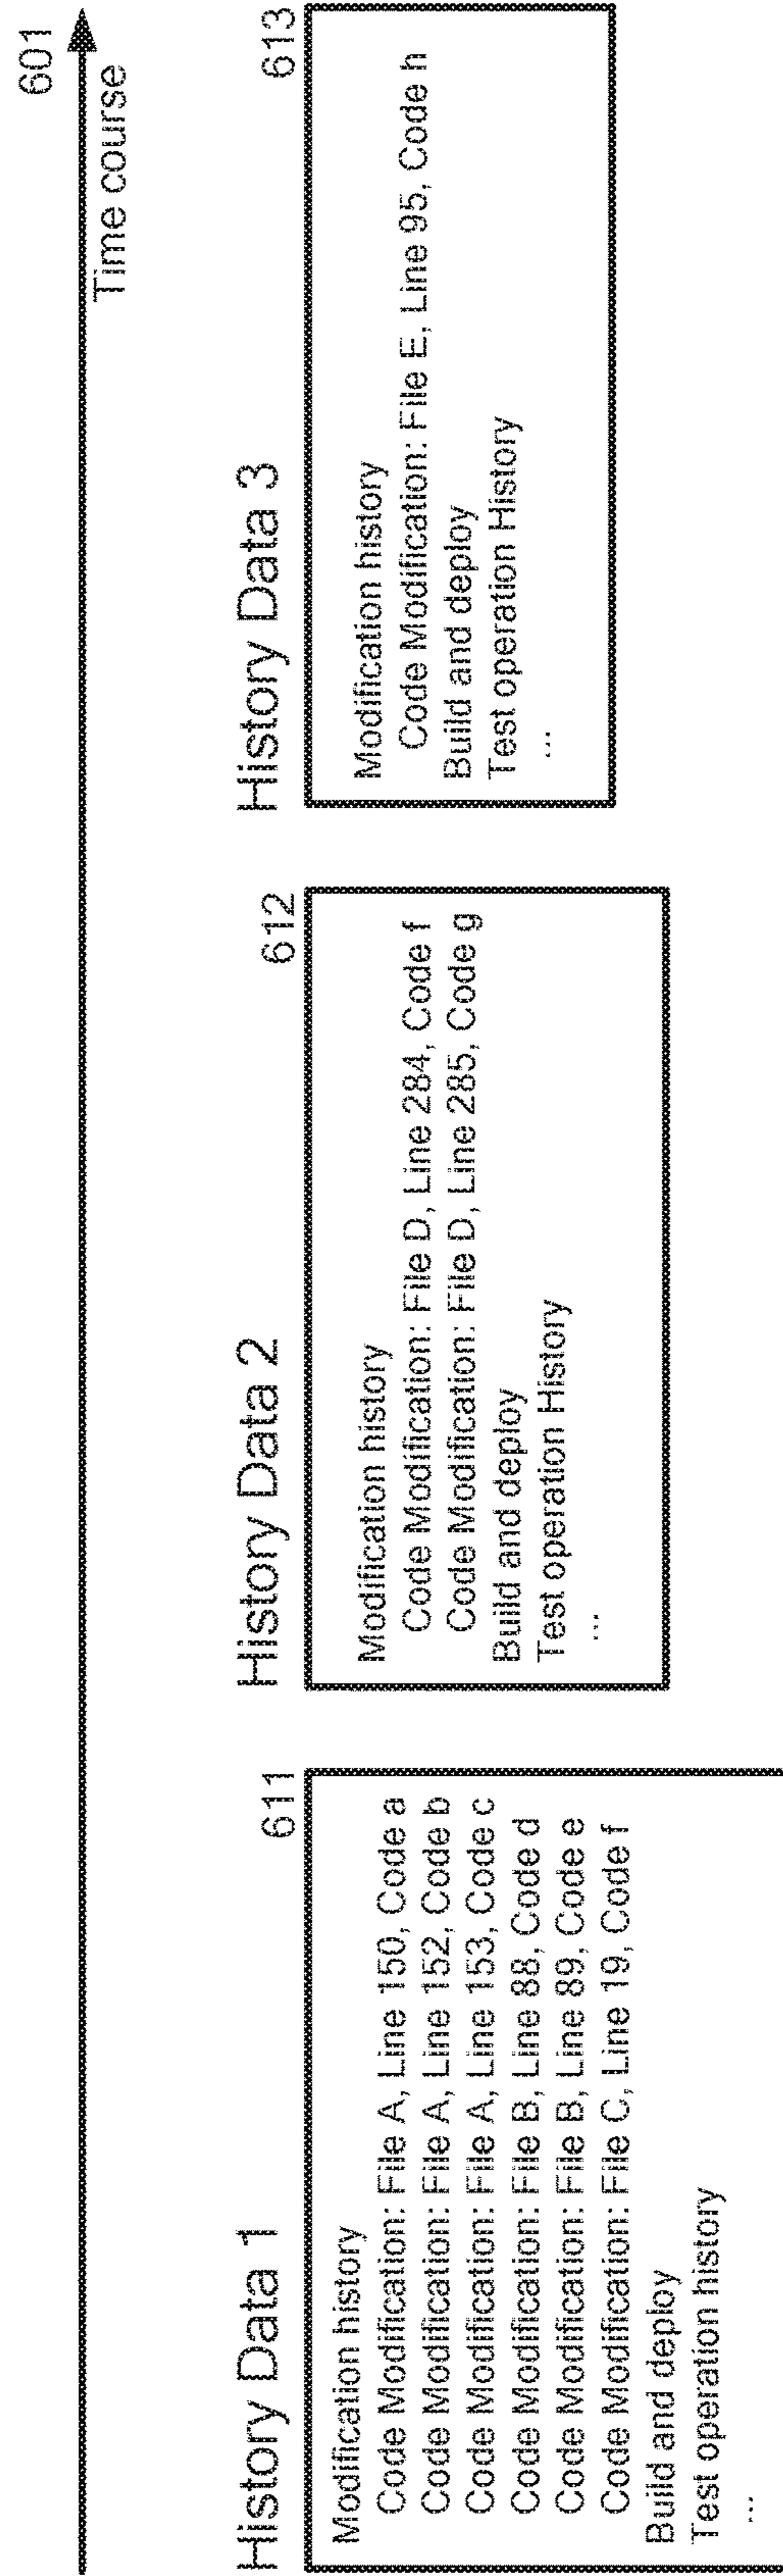 601
Time course
History Data 1
611
Modification history
Code Modification: File A, Line 150, Code a
Code Modification: File A, Line 152, Code b
Code Modification: File A, Line 153, Code c
Code Modification: File B, Line 88, Code d
Code Modification: File B, Line 89, Code e
Code Modification: File C, Line 19, Code f
Build and deploy
Test operation history
...
History Data 2
612
Modification history
Code Modification: File D, Line 284, Code f
Code Modification: File D, Line 285, Code g
Build and deploy
Test operation History
...
History Data 3
613
Modification history
Code Modification: File E, Line 95, Code h
Build and deploy
Test operation History
...